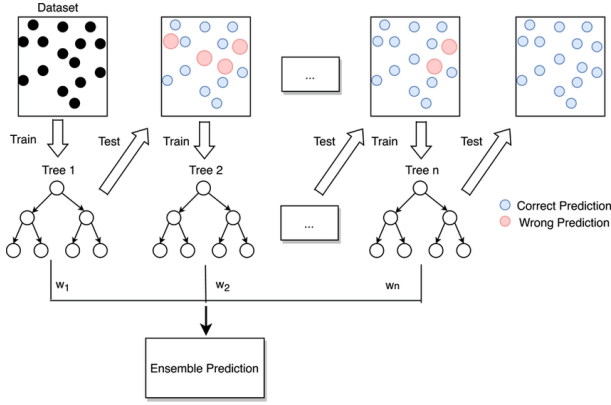 Dataset
...
Train
Test
Train
Test
Train
Test
Tree 1
Tree 2
Tree n
Correct Prediction
Wrong Prediction
...
w1
w2
wn
Ensemble Prediction